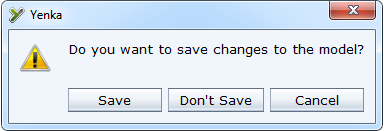 Yenka
Do you want to save changes to the model?
Save Don't Save Cancel